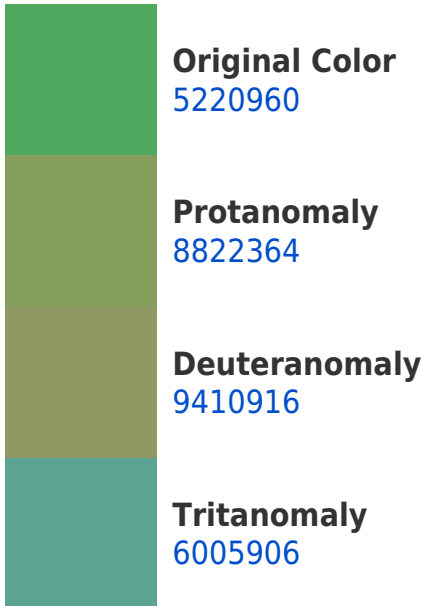 Original Color
5220960
Protanomaly
8822364
Deuteranomaly
9410916
Tritanomaly
6005906